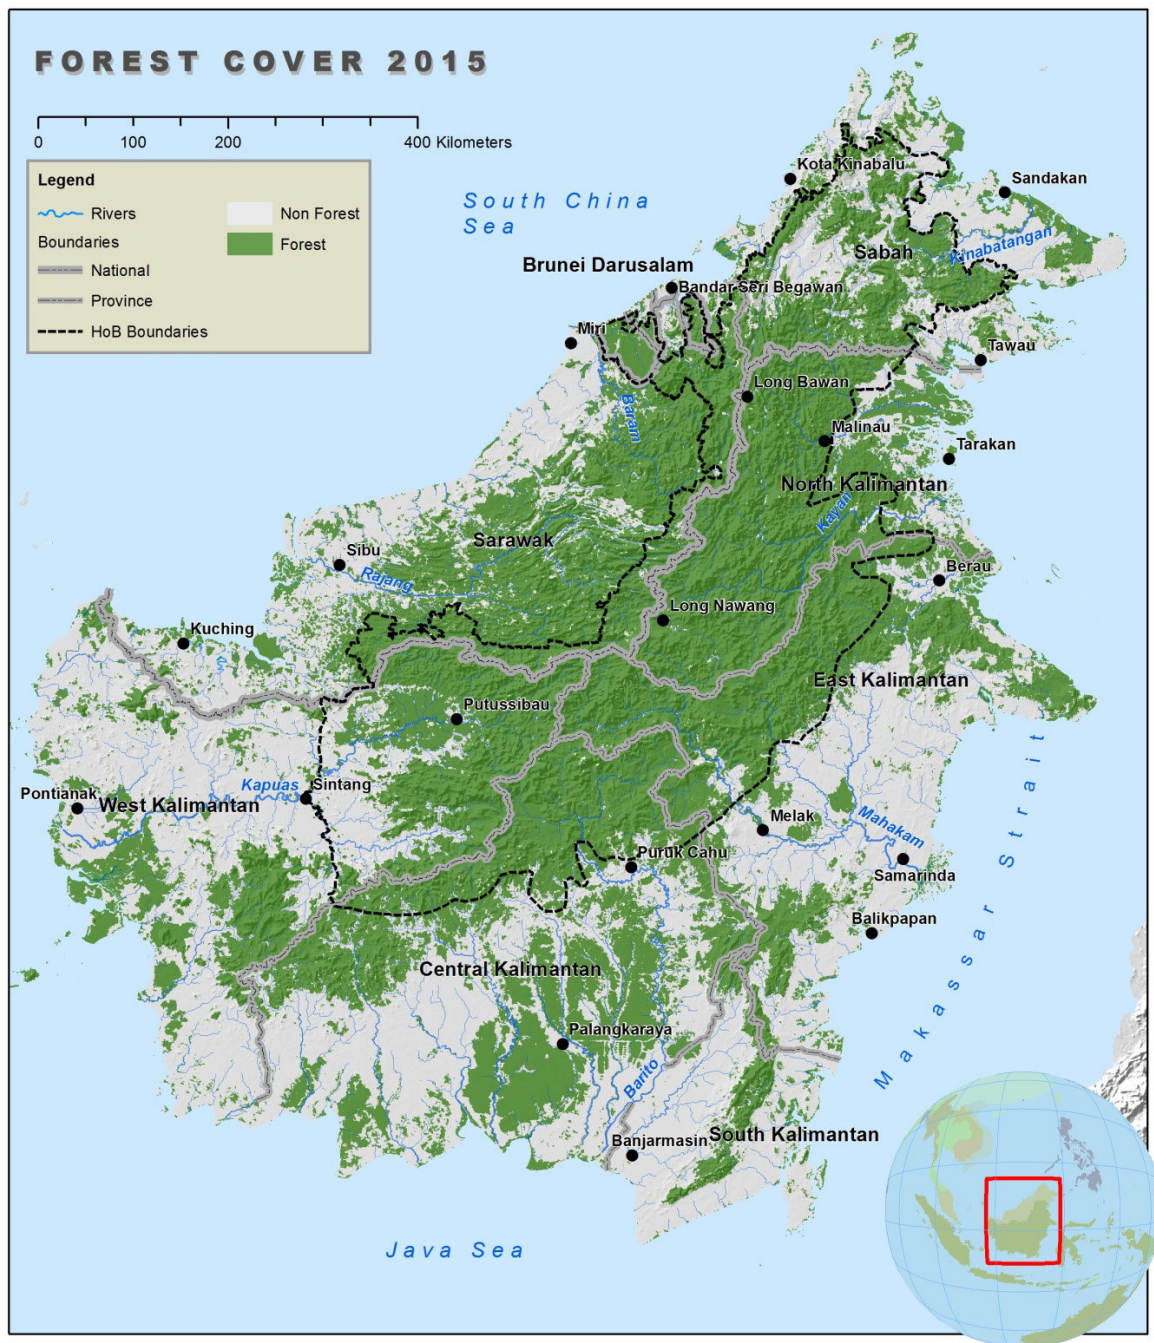 FOREST COVER 2015
0 100 200 400 Kilometers
Legend
Rivers
Boundaries
National
Province
HoB Boundaries
Non Forest
Forest
South China
Sea
Kota Kinabalu
Sandakan
Kinabatangan
Sabah
Brunei Darusalam
Bandar Seri Begawan
Miri
Tawau
Long Bawan
Baram
Malinau
Tarakan
North Kalimantan
Kayan
Sarawak
Sibu
Rajang
Berau
Long Nawang
Kuching
East Kalimantan
Putussibau
Kapuas
Sintang
Pontianak
West Kalimantan
Melak
Mahakam
Puruk Cahu
Samarinda
Balikpapan
Makassar Strait
Central Kalimantan
Palangkaraya
Barito
Banjarmasin
South Kalimantan
Java Sea